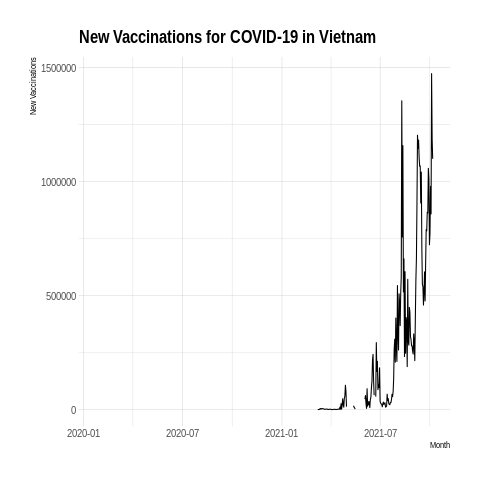 New Vaccinations for COVID-19 in Vietnam
New Vaccinations
1500000
1000000
500000
0
2020-01 2020-07 2021-01 2021-07
Month